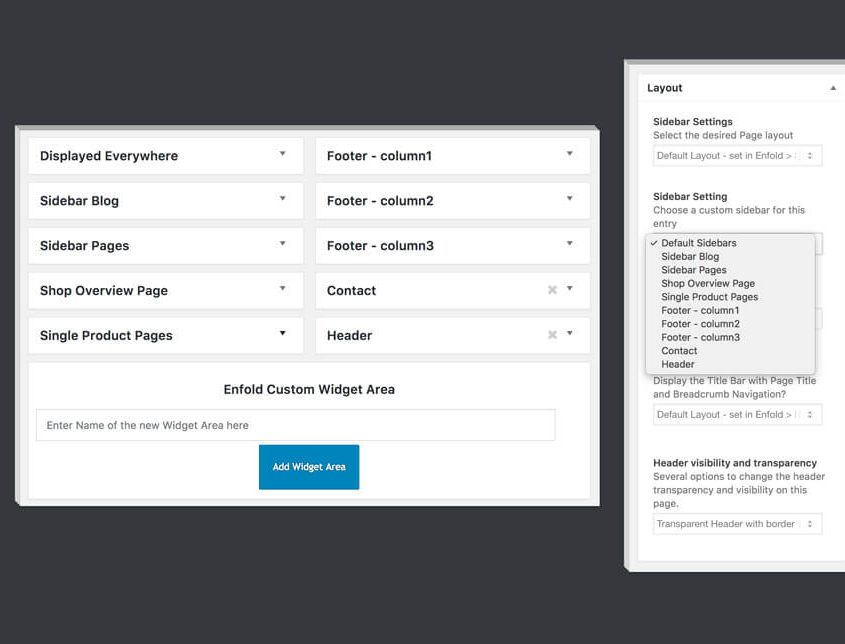 Displayed Everywhere
Footer - column1
Sidebar Blog
Footer - column2
Sidebar Pages
Footer - column3
Shop Overview Page
Contact
Single Product Pages
Header
Enfold Custom Widget Area
Enter Name of the new Widget Area here
Add Widget Area
Layout
Sidebar Settings
Select the desired Page layout
Default Layout - set in Enfold >
Sidebar Setting
Choose a custom sidebar for this
entry
Default Sidebars
Sidebar Blog
Sidebar Pages
Shop Overview Page
Single Product Pages
Footer - column1
Footer - column2
Footer - column3
Contact
Header
Display the Title Bar with Page Title
and Breadcrumb Navigation?
Default Layout - set in Enfold >
Header visibility and transparency
Several options to change the header
transparency and visibility on this
page.
Transparent Header with border